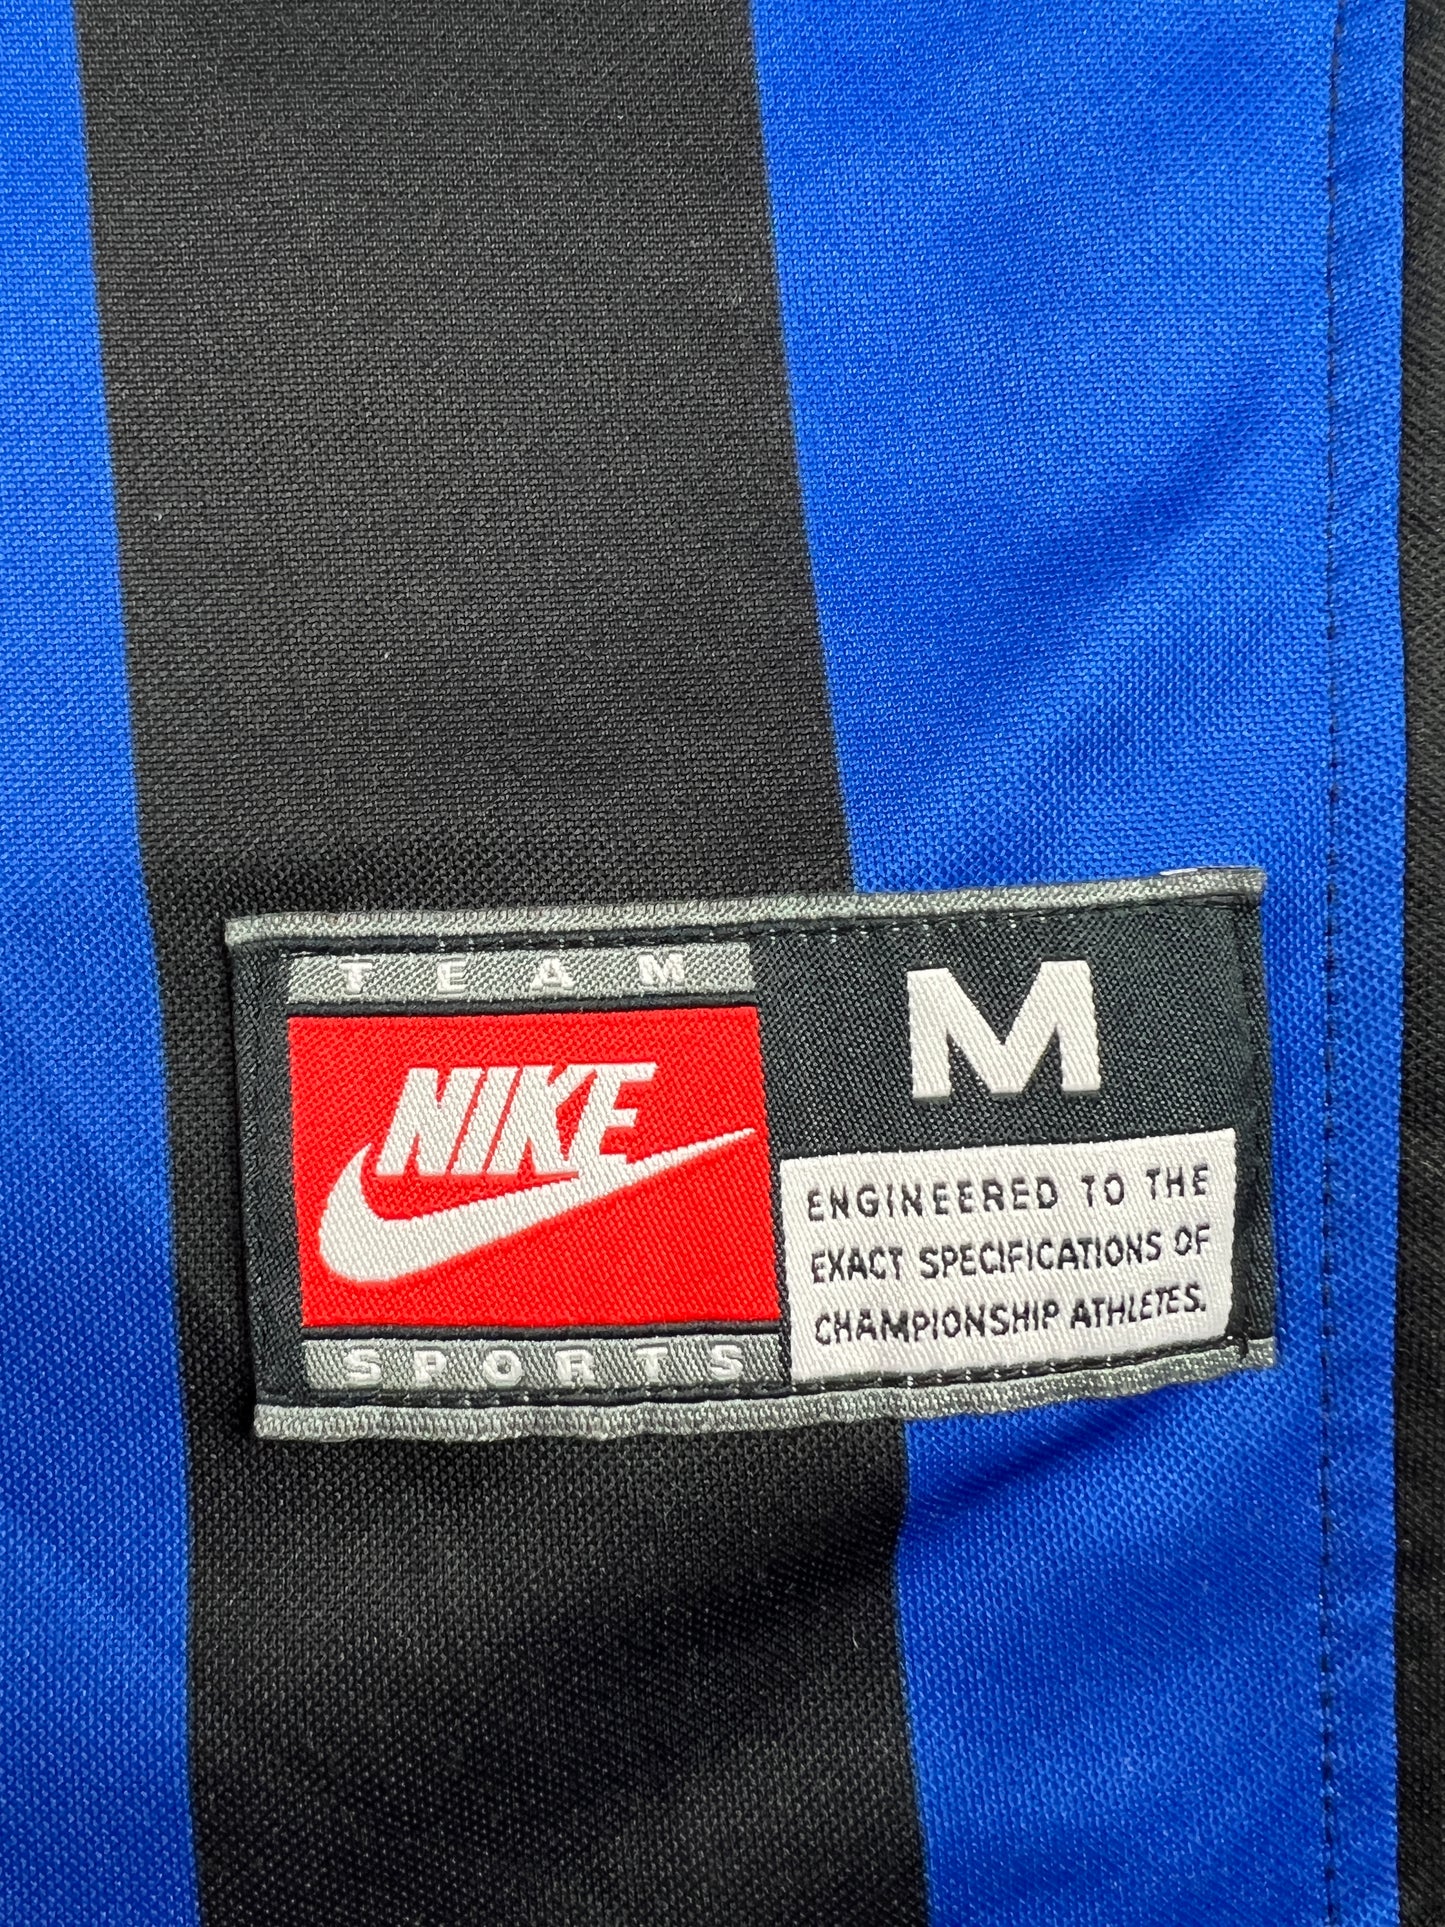 TEAM
NIKE
SPORTS
M
ENGINEERED TO THE
EXACT SPECIFICATIONS OF
CHAMPIONSHIP ATHLETES.